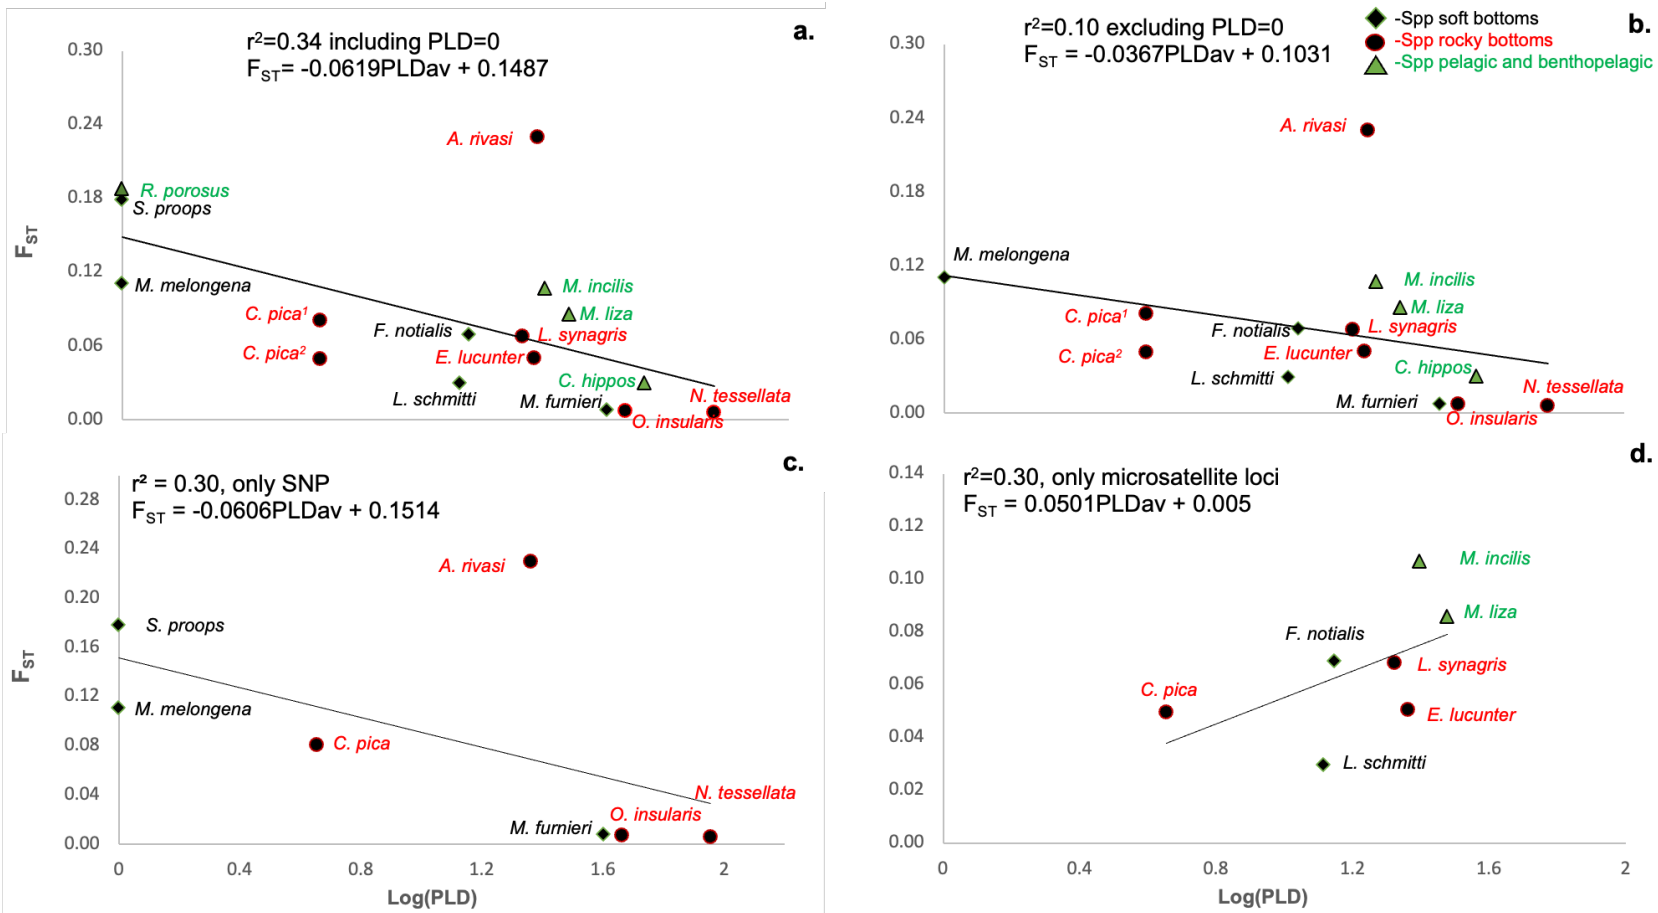 a.
r²=0.34 including PLD=0
FST= -0.0619PLDav + 0.1487
0.30
0.24
0.18
0.12
0.06
0.00
FST
A. rivasi
R. porosus
S. proops
M. melongena
C. pica¹
C. pica²
F. notialis
M. incilis
M. liza
L. synagris
E. lucunter
C. hippos
L. schmitti
M. furnieri
N. tessellata
O. insularis
b.
r²=0.10 excluding PLD=0
FST = -0.0367PLDav + 0.1031
-Spp soft bottoms
-Spp rocky bottoms
-Spp pelagic and benthopelagic
0.30
0.24
0.18
0.12
0.06
0.00
A. rivasi
M. melongena
M. incilis
C. pica¹
M. liza
F. notialis
L. synagris
C. pica²
E. lucunter
C. hippos
L. schmitti
N. tessellata
M. furnieri
O. insularis
c.
r² = 0.30, only SNP
FST = -0.0606PLDav + 0.1514
0.28
0.24
0.20
0.16
0.12
0.08
0.04
0.00
FST
A. rivasi
S. proops
M. melongena
C. pica
N. tessellata
O. insularis
M. furnieri
0 0.4 0.8 1.2 1.6 2
Log(PLD)
d.
r²=0.30, only microsatellite loci
FST = 0.0501PLDav + 0.005
0.14
0.12
0.10
0.08
0.06
0.04
0.02
0.00
M. incilis
M. liza
F. notialis
L. synagris
C. pica
E. lucunter
L. schmitti
0 0.4 0.8 1.2 1.6 2
Log(PLD)